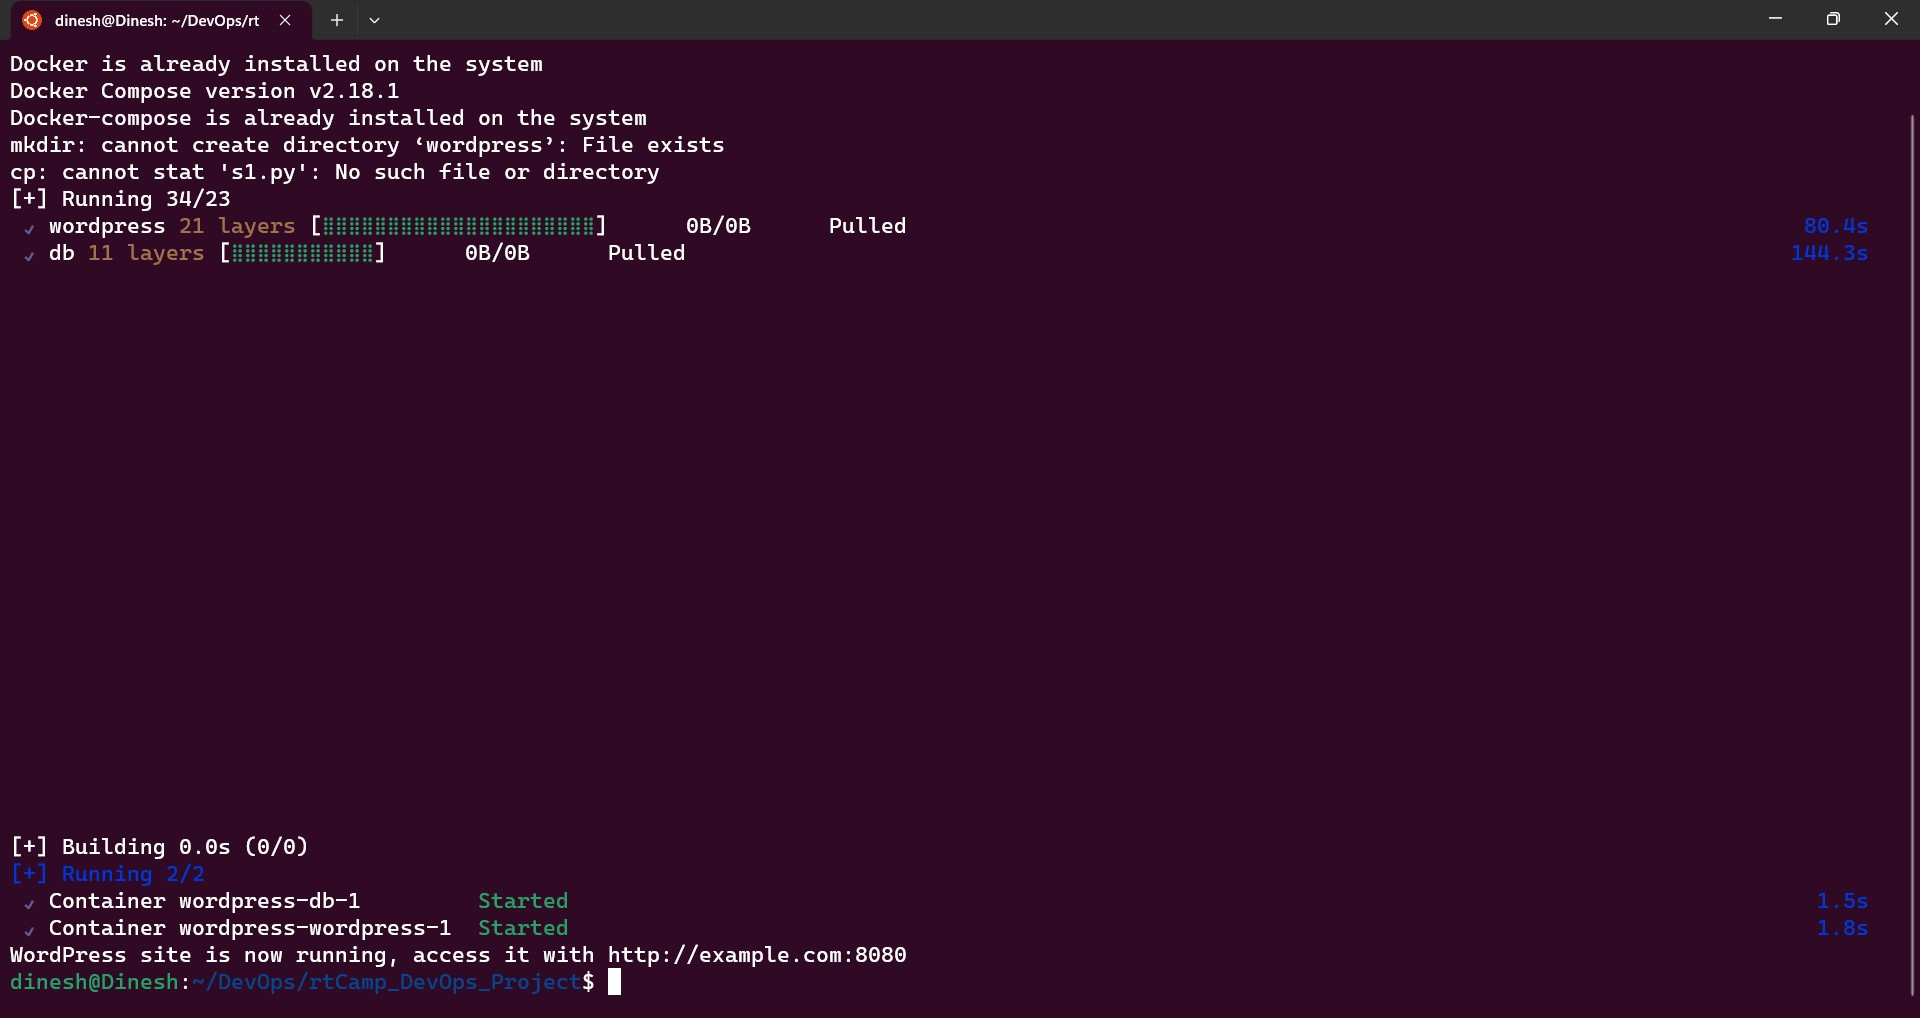 dinesh@Dinesh: ~/DevOps/rt
Docker is already installed on the system
Docker Compose version v2.18.1
Docker-compose is already installed on the system
mkdir: cannot create directory ‘wordpress’: File exists
cp: cannot stat 's1.py': No such file or directory
[+] Running 34/23
✓ wordpress 21 layers [⣿⣿⣿⣿⣿⣿⣿⣿⣿⣿⣿⣿⣿⣿⣿⣿⣿⣿⣿⣿⣿] 0B/0B Pulled 80.4s
✓ db 11 layers [⣿⣿⣿⣿⣿⣿⣿⣿⣿⣿⣿] 0B/0B Pulled 144.3s
[+] Building 0.0s (0/0)
[+] Running 2/2
✓ Container wordpress-db-1 Started 1.5s
✓ Container wordpress-wordpress-1 Started 1.8s
WordPress site is now running, access it with http://example.com:8080
dinesh@Dinesh:~/DevOps/rtCamp_DevOps_Project$